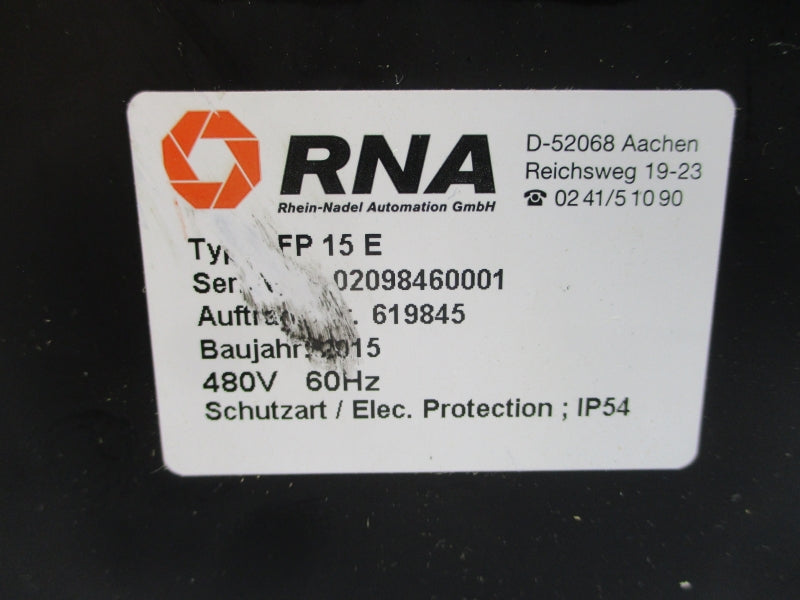 RNA
Rhein-Nadel Automation GmbH
D-52068 Aachen
Reichsweg 19-23
☎ 02 41/5 10 90
FP 15 E
02098460001
619845
Baujahr:
480V 60Hz
Schutzart / Elec. Protection ; IP54